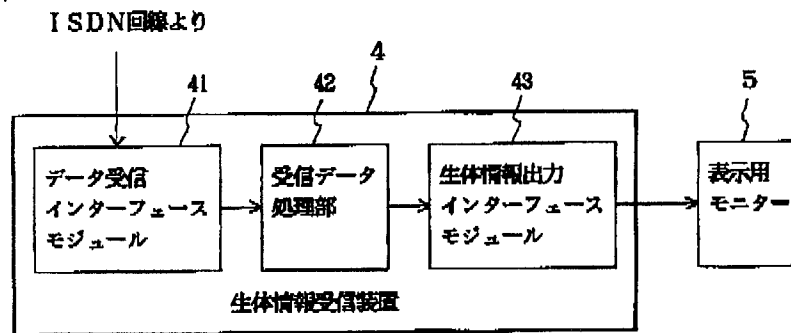 ISDN回線より
4
41
42
43
5
データ受信
インターフェース
モジュール
受信データ
処理部
生体情報出力
インターフェース
モジュール
表示用
モニター
生体情報受信装置